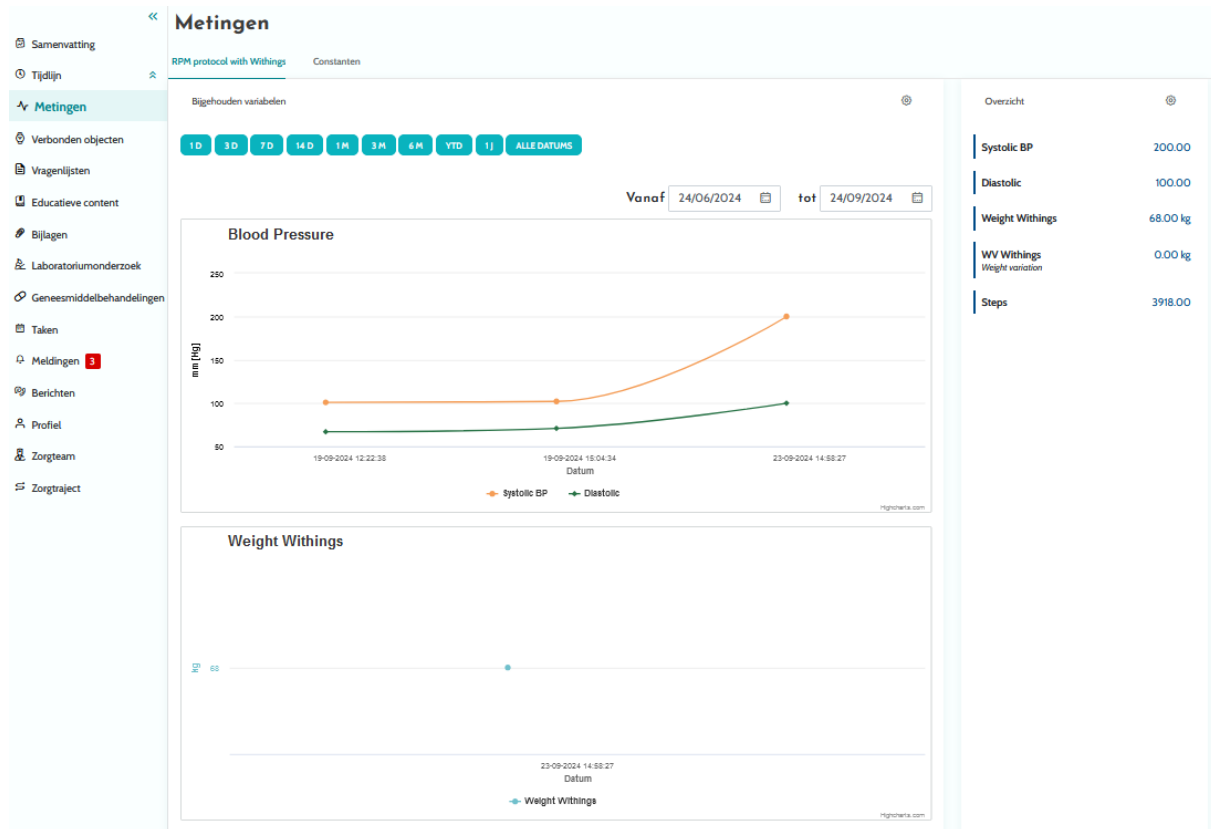 Metingen
Samenvatting
Tijdlijn
Metingen
Verbonden objecten
Vragenlijsten
Educatieve content
Bijlagen
Laboratoriumonderzoek
Geneesmiddelbehandelingen
Taken
Meldingen 3
Berichten
Profiel
Zorgteam
Zorgtraject
RPM protocol with Withings Constanten
Bijgehouden variabelen
1 D 3 D 7 D 14 D 1 M 3 M 6 M YTD 1 J ALLE DATUMS
Vanaf 24/06/2024 tot 24/09/2024
Blood Pressure
mm [Hg]
250
200
150
100
50
19-09-2024 12:22:38 19-09-2024 15:04:34 23-09-2024 14:58:27
Datum
Systolic BP Diastolic
Highcharts.com
Weight Withings
kg 68
23-09-2024 14:58:27
Datum
Weight Withings
Highcharts.com
Overzicht
Systolic BP 200.00
Diastolic 100.00
Weight Withings 68.00 kg
WV Withings 0.00 kg
Weight variation
Steps 3918.00